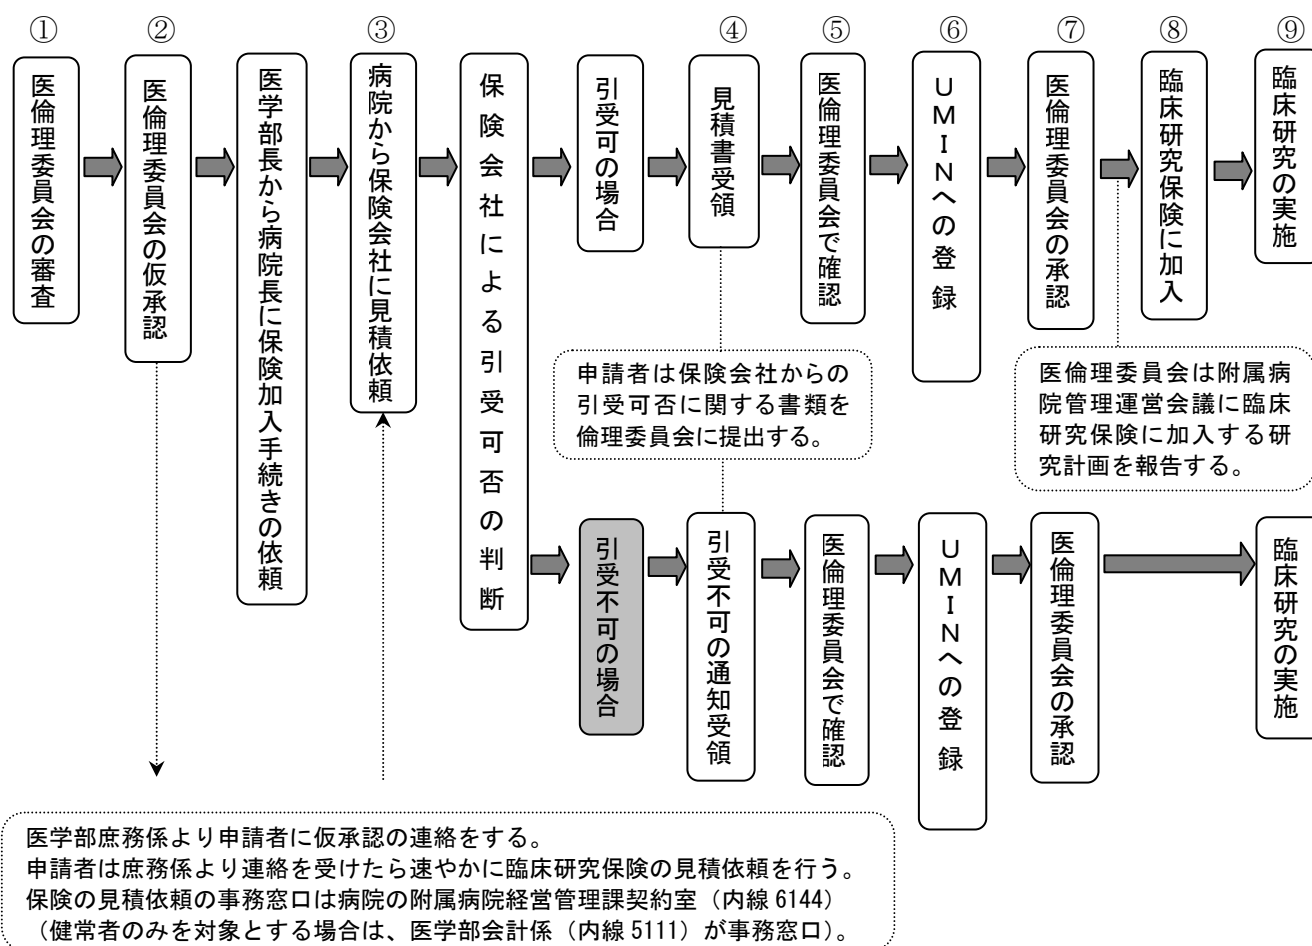 ①
②
③
④
⑤
⑥
⑦
⑧
⑨
医倫理委員会の審査
医倫理委員会の仮承認
医学部長から病院長に保険加入手続きの依頼
病院から保険会社に見積依頼
保険会社による引受可否の判断
引受可の場合
見積書受領
医倫理委員会で確認
UMINへの登録
医倫理委員会の承認
臨床研究保険に加入
臨床研究の実施
申請者は保険会社からの
引受可否に関する書類を
倫理委員会に提出する。
医倫理委員会は附属病
院管理運営会議に臨床
研究保険に加入する研
究計画を報告する。
引受不可の場合
引受不可の通知受領
医倫理委員会で確認
UMINへの登録
医倫理委員会の承認
臨床研究の実施
医学部庶務係より申請者に仮承認の連絡をする。
申請者は庶務係より連絡を受けたら速やかに臨床研究保険の見積依頼を行う。
保険の見積依頼の事務窓口は病院の附属病院経営管理課契約室（内線 6144）
（健常者のみを対象とする場合は、医学部会計係（内線 5111）が事務窓口）。